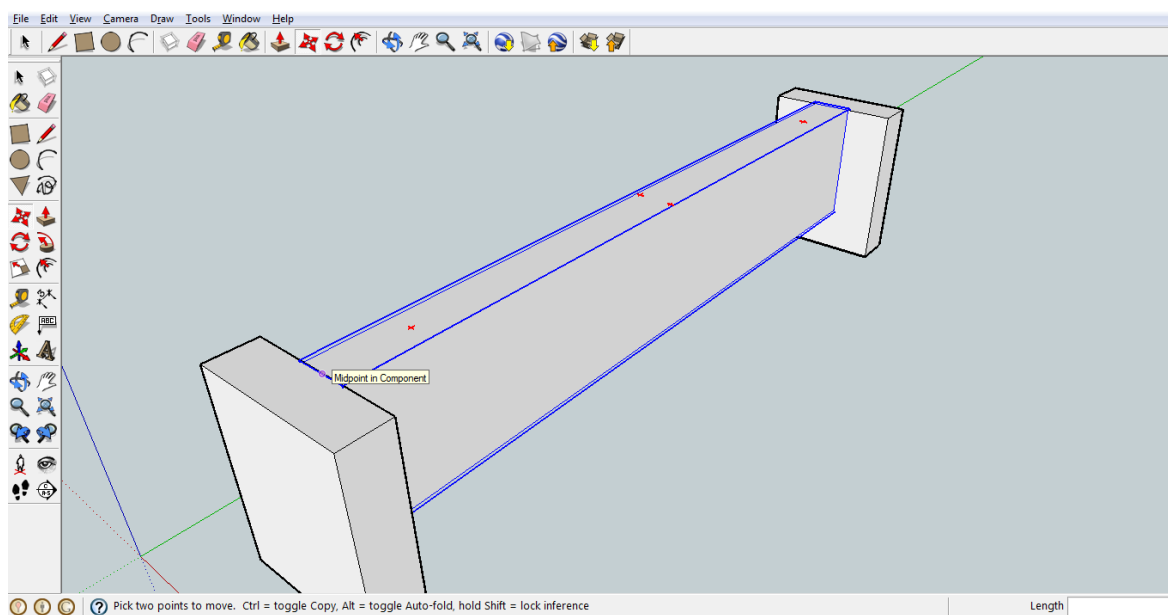 File Edit View Camera Draw Tools Window Help
ABC
Midpoint in Component
Pick two points to move. Ctrl = toggle Copy, Alt = toggle Auto-fold, hold Shift = lock inference Length